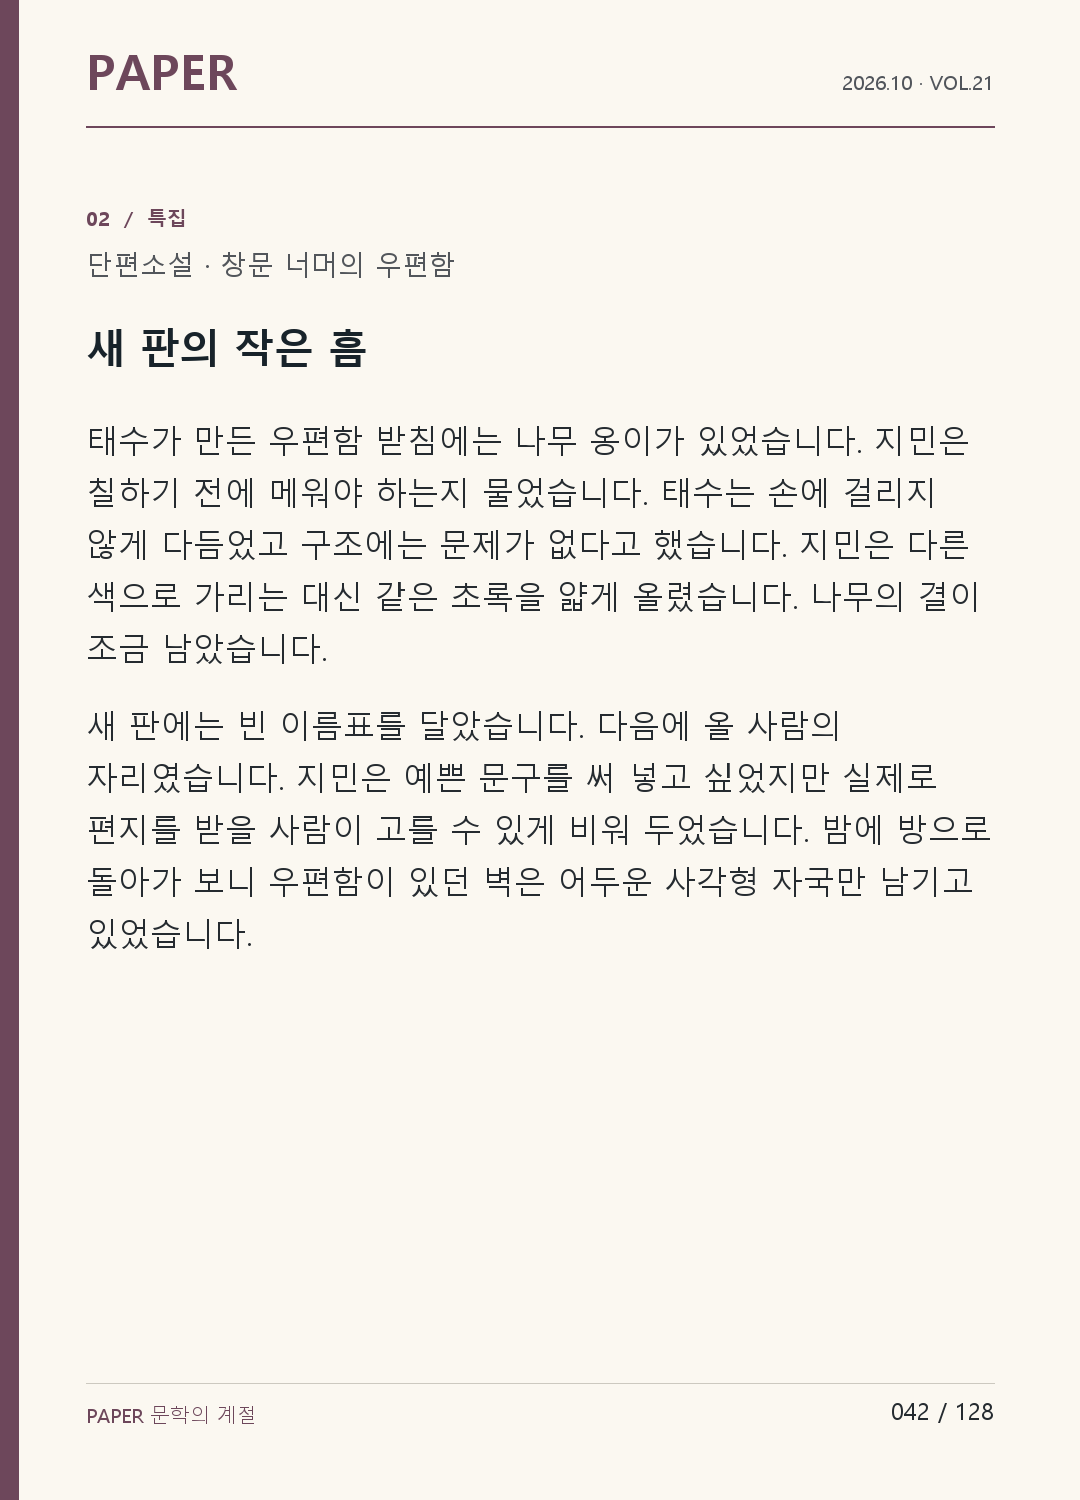 PAPER
2026.10 · VOL.21
02 / 특집
단편소설 · 창문 너머의 우편함
새 판의 작은 흠
태수가 만든 우편함 받침에는 나무 옹이가 있었습니다. 지민은
칠하기 전에 메워야 하는지 물었습니다. 태수는 손에 걸리지
않게 다듬었고 구조에는 문제가 없다고 했습니다. 지민은 다른
색으로 가리는 대신 같은 초록을 얇게 올렸습니다. 나무의 결이
조금 남았습니다.
새 판에는 빈 이름표를 달았습니다. 다음에 올 사람의
자리였습니다. 지민은 예쁜 문구를 써 넣고 싶었지만 실제로
편지를 받을 사람이 고를 수 있게 비워 두었습니다. 밤에 방으로
돌아가 보니 우편함이 있던 벽은 어두운 사각형 자국만 남기고
있었습니다.
PAPER 문학의 계절
042 / 128